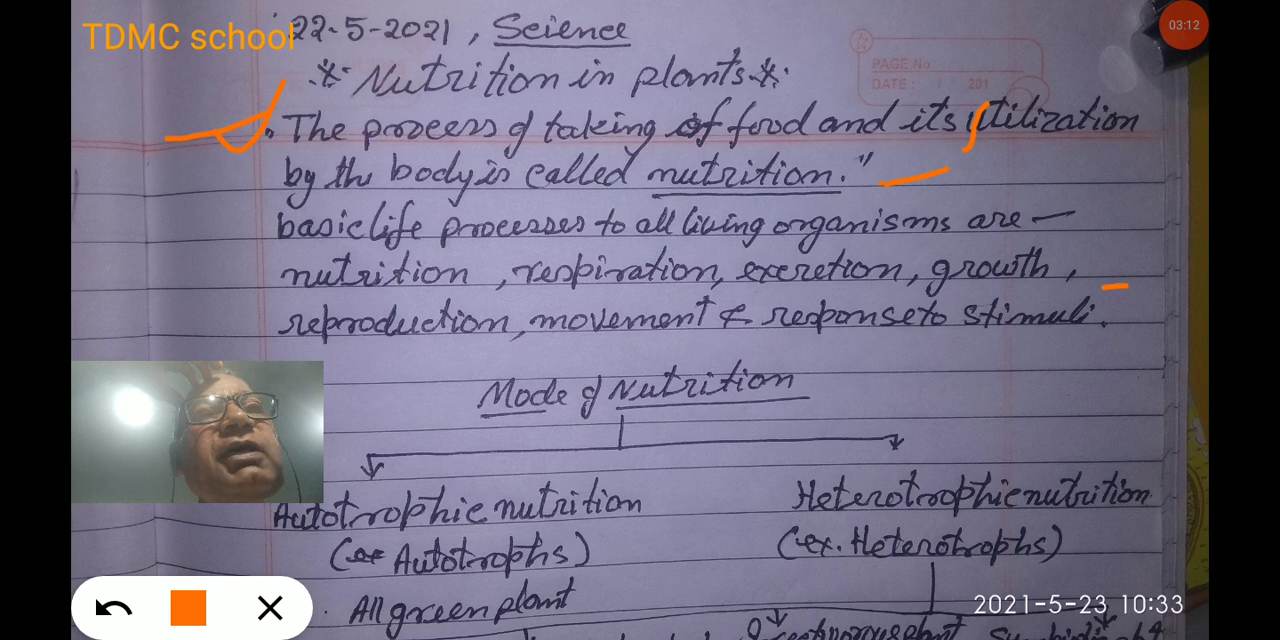 TDMC school
03:12
22-5-2021, Science
PAGE No
DATE : 201
* Nutrition in plants *
"The process of taking of food and its utilization
by the body is called nutrition."
basic life processes to all living organisms are —
nutrition, respiration, excretion, growth,
reproduction, movement & response to stimuli.
Mode of Nutrition
Autotrophic nutrition
Heterotrophic nutrition
(ex Autotrophs)
(ex. Heterotrophs)
All green plant
2021-5-23 10:33